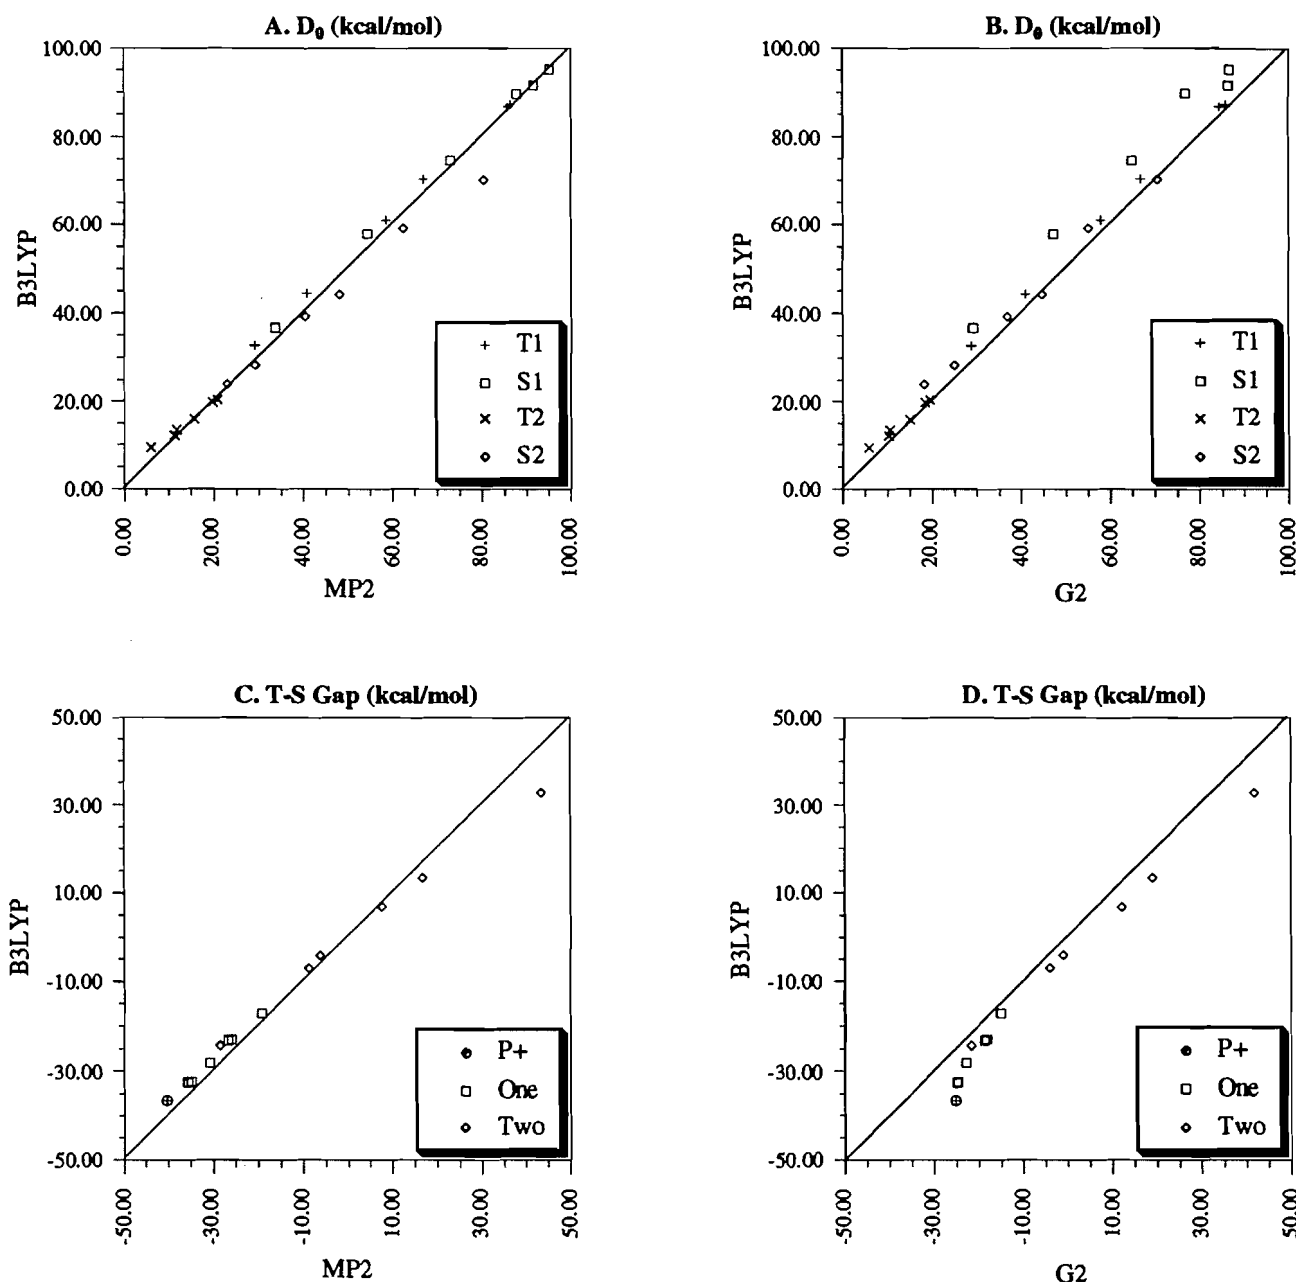 A. D₀ (kcal/mol)
100.00
80.00
60.00
40.00
20.00
0.00
B3LYP
0.00
20.00
40.00
60.00
80.00
100.00
MP2
T1
S1
T2
S2
B. D₀ (kcal/mol)
100.00
80.00
60.00
40.00
20.00
0.00
B3LYP
0.00
20.00
40.00
60.00
80.00
100.00
G2
T1
S1
T2
S2
C. T-S Gap (kcal/mol)
50.00
30.00
10.00
-10.00
-30.00
-50.00
B3LYP
-50.00
-30.00
-10.00
10.00
30.00
50.00
MP2
P+
One
Two
D. T-S Gap (kcal/mol)
50.00
30.00
10.00
-10.00
-30.00
-50.00
B3LYP
-50.00
-30.00
-10.00
10.00
30.00
50.00
G2
P+
One
Two